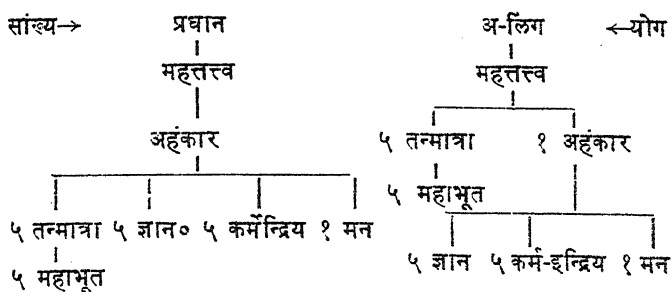 सांख्य→ प्रधान अ-लिंग ←योग
महत्तत्त्व महत्तत्त्व
अहंकार ५ तन्मात्रा १ अहंकार
५ महाभूत
५ तन्मात्रा ५ ज्ञान० ५ कर्मेन्द्रिय १ मन
५ ज्ञान ५ कर्म-इन्द्रिय १ मन
५ महाभूत